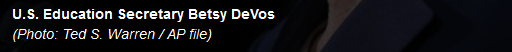 U.S. Education Secretary Betsy DeVos
(Photo: Ted S. Warren / AP file)